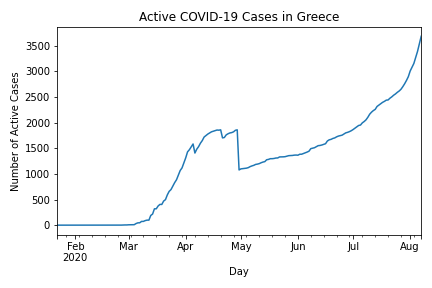 Active COVID-19 Cases in Greece
Number of Active Cases
3500
3000
2500
2000
1500
1000
500
0
Feb Mar Apr May Jun Jul Aug
2020
Day